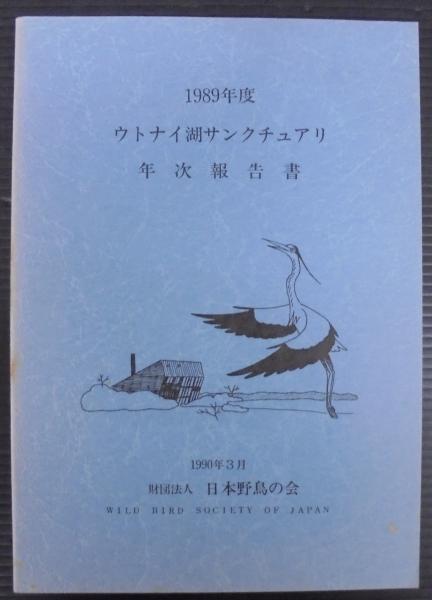 1989年度
ウトナイ湖サンクチュアリ
年次報告書
1990年3月
財団法人 日本野鳥の会
WILD BIRD SOCIETY OF JAPAN